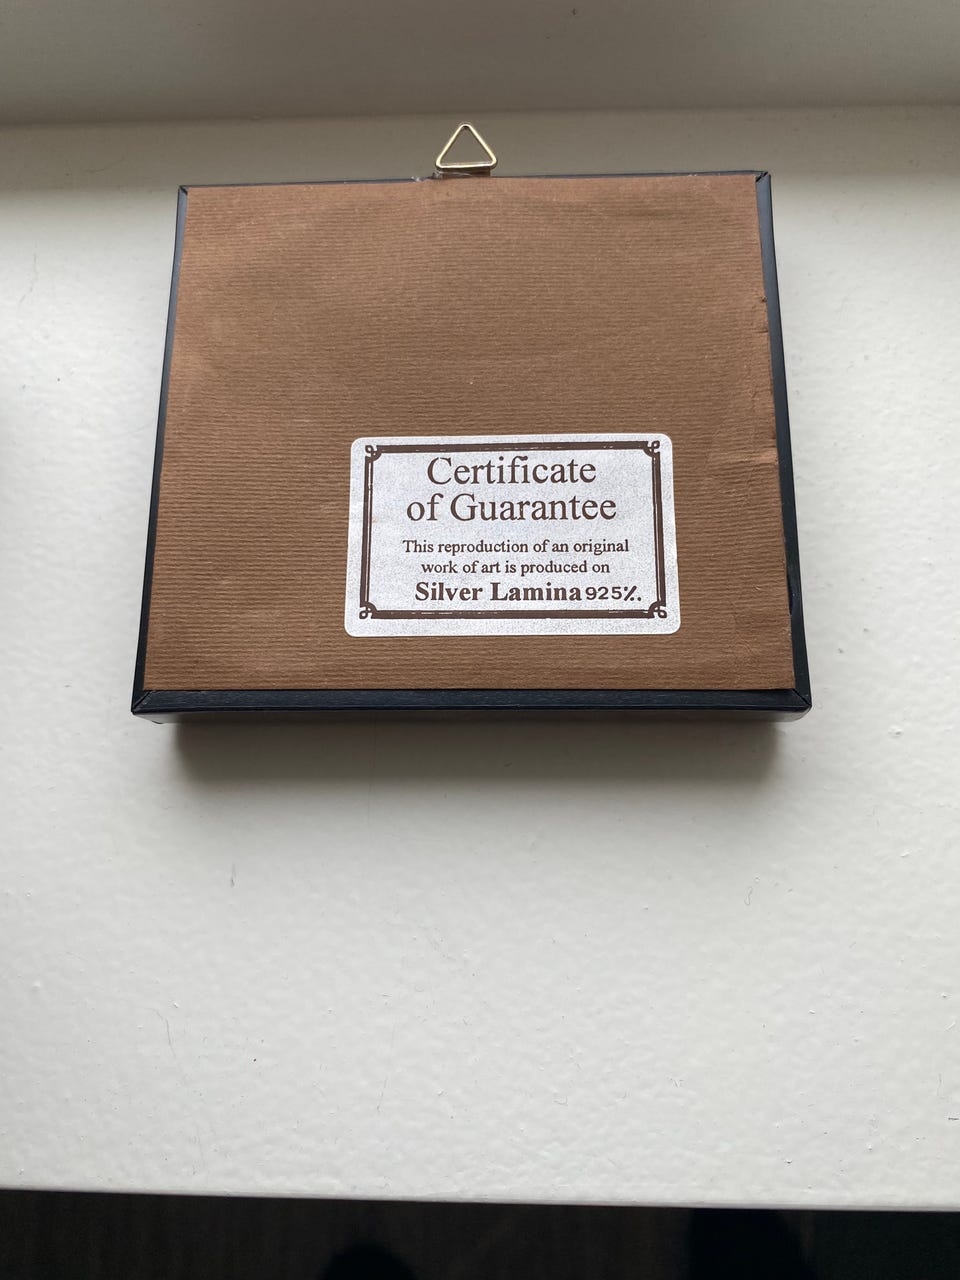 Certificate
of Guarantee
This reproduction of an original
work of art is produced on
Silver Lamina 925‰.